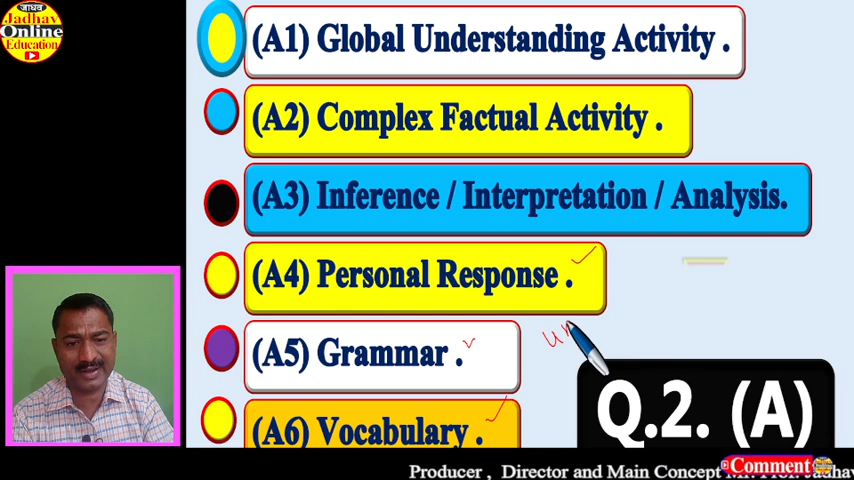 जाधव
Jadhav
Online
Education
(A1) Global Understanding Activity .
(A2) Complex Factual Activity .
(A3) Inference / Interpretation / Analysis.
(A4) Personal Response .
(A5) Grammar .
(A6) Vocabulary .
Q.2. (A)
Producer , Director and Main Concept
Comment